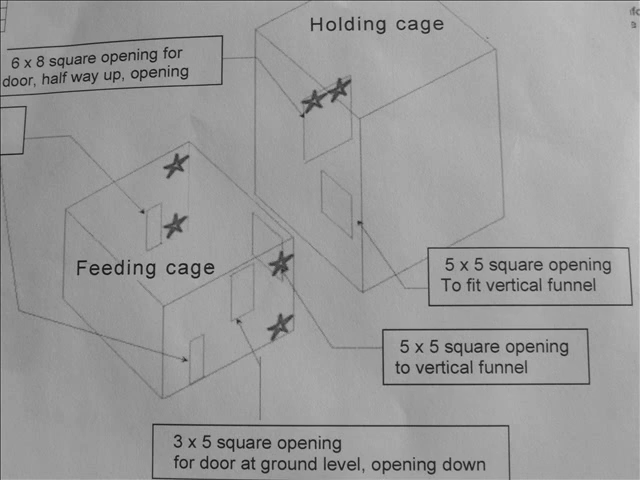 Holding cage
6 x 8 square opening for
door, half way up, opening
Feeding cage
5 x 5 square opening
To fit vertical funnel
5 x 5 square opening
to vertical funnel
3 x 5 square opening
for door at ground level, opening down